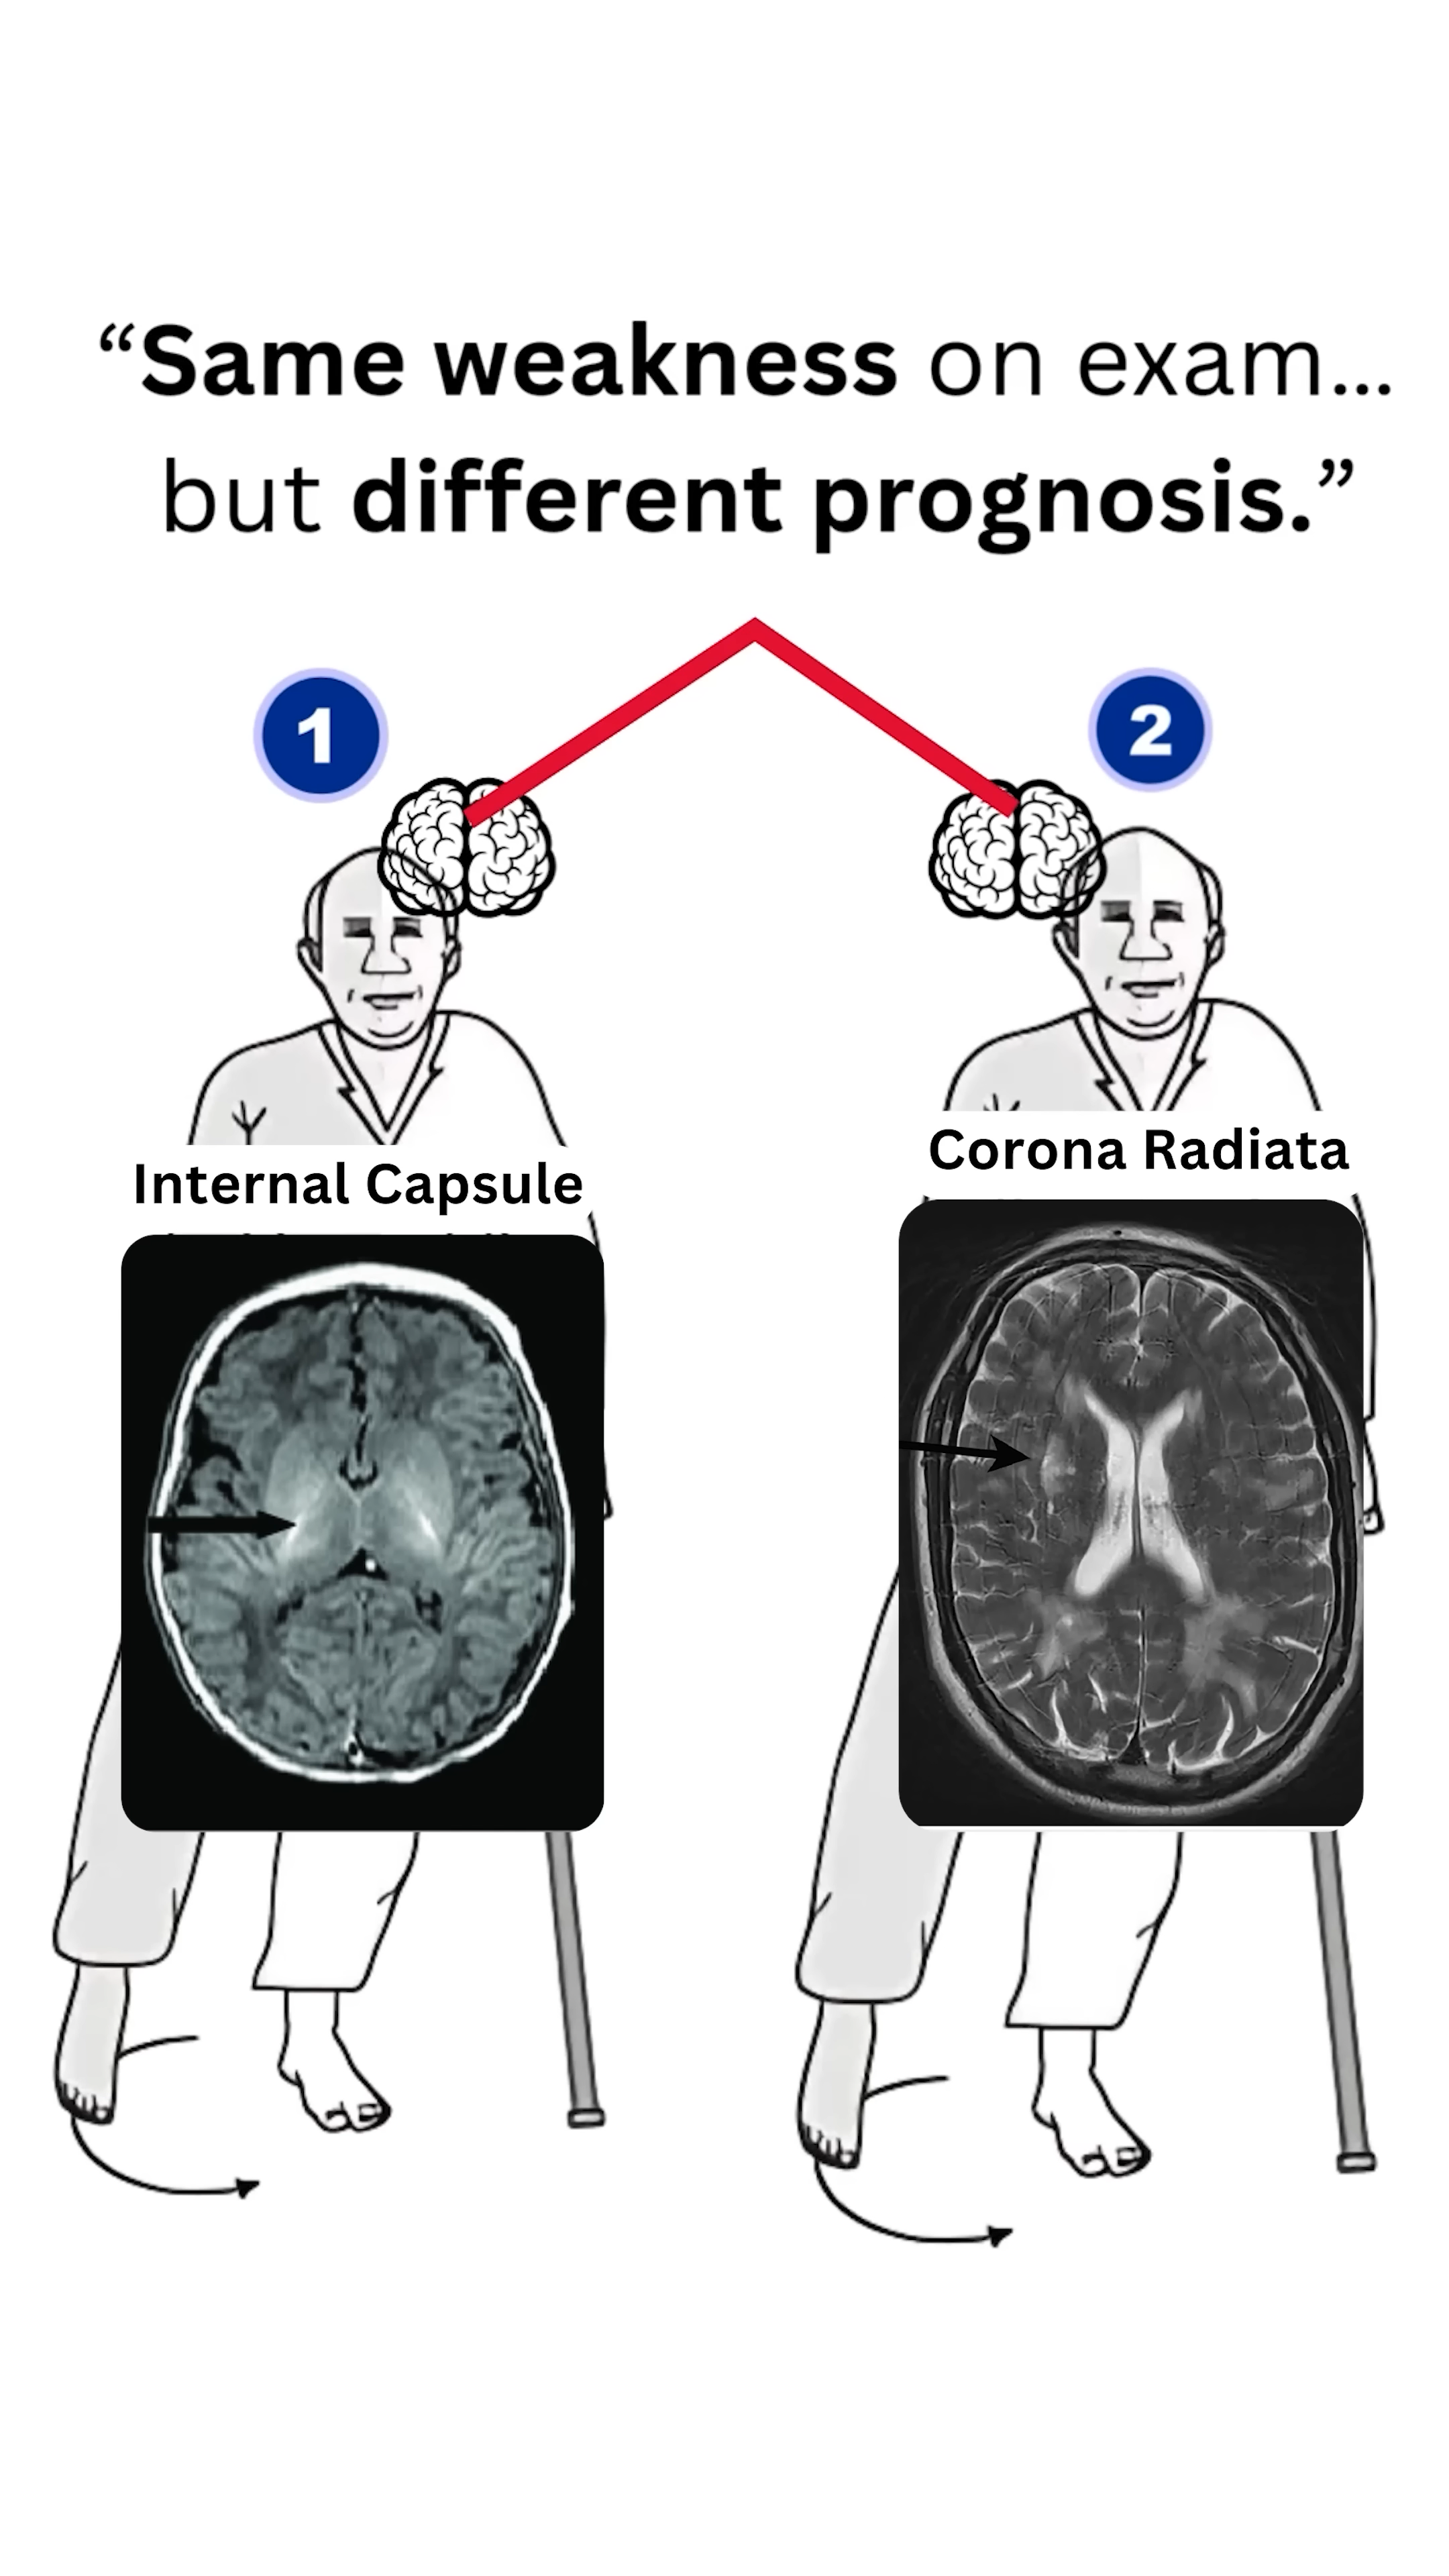 “Same weakness on exam...
but different prognosis.”
1
2
Internal Capsule
Corona Radiata